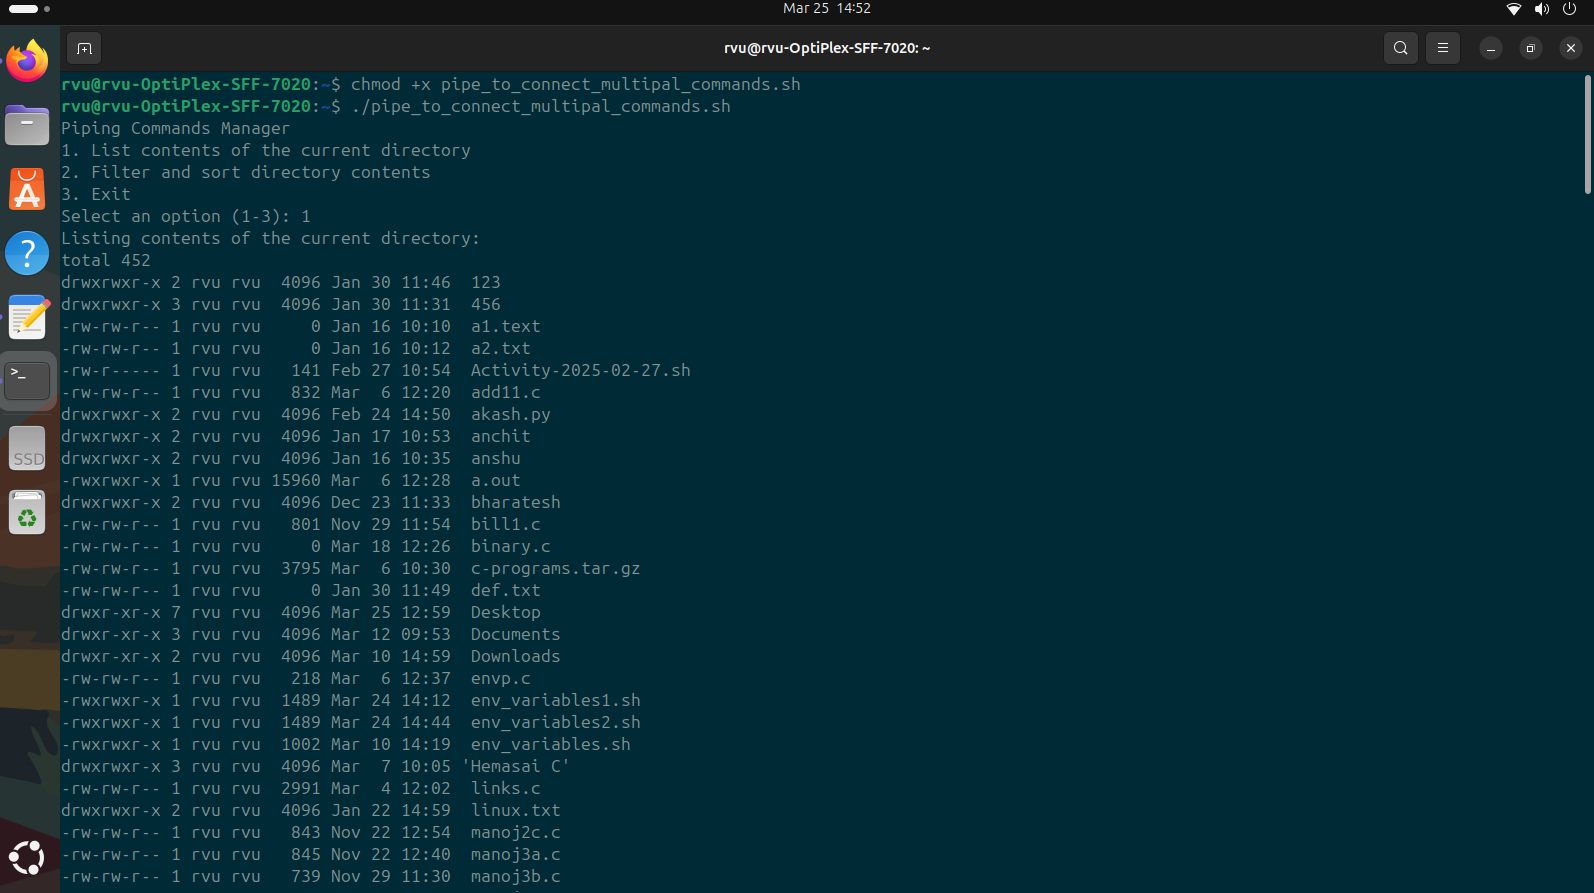 Mar 25  14:52
rvu@rvu-OptiPlex-SFF-7020: ~
rvu@rvu-OptiPlex-SFF-7020:~$ chmod +x pipe_to_connect_multipal_commands.sh
rvu@rvu-OptiPlex-SFF-7020:~$ ./pipe_to_connect_multipal_commands.sh
Piping Commands Manager
1. List contents of the current directory
2. Filter and sort directory contents
3. Exit
Select an option (1-3): 1
Listing contents of the current directory:
total 452
drwxrwxr-x 2 rvu rvu  4096 Jan 30 11:46  123
drwxrwxr-x 3 rvu rvu  4096 Jan 30 11:31  456
-rw-rw-r-- 1 rvu rvu     0 Jan 16 10:10  a1.text
-rw-rw-r-- 1 rvu rvu     0 Jan 16 10:12  a2.txt
-rw-r----- 1 rvu rvu   141 Feb 27 10:54  Activity-2025-02-27.sh
-rw-rw-r-- 1 rvu rvu   832 Mar  6 12:20  add11.c
drwxrwxr-x 2 rvu rvu  4096 Feb 24 14:50  akash.py
drwxrwxr-x 2 rvu rvu  4096 Jan 17 10:53  anchit
drwxrwxr-x 2 rvu rvu  4096 Jan 16 10:35  anshu
-rwxrwxr-x 1 rvu rvu 15960 Mar  6 12:28  a.out
drwxrwxr-x 2 rvu rvu  4096 Dec 23 11:33  bharatesh
-rw-rw-r-- 1 rvu rvu   801 Nov 29 11:54  bill1.c
-rw-rw-r-- 1 rvu rvu     0 Mar 18 12:26  binary.c
-rw-rw-r-- 1 rvu rvu  3795 Mar  6 10:30  c-programs.tar.gz
-rw-rw-r-- 1 rvu rvu     0 Jan 30 11:49  def.txt
drwxr-xr-x 7 rvu rvu  4096 Mar 25 12:59  Desktop
drwxr-xr-x 3 rvu rvu  4096 Mar 12 09:53  Documents
drwxr-xr-x 2 rvu rvu  4096 Mar 10 14:59  Downloads
-rw-rw-r-- 1 rvu rvu   218 Mar  6 12:37  envp.c
-rwxrwxr-x 1 rvu rvu  1489 Mar 24 14:12  env_variables1.sh
-rwxrwxr-x 1 rvu rvu  1489 Mar 24 14:44  env_variables2.sh
-rwxrwxr-x 1 rvu rvu  1002 Mar 10 14:19  env_variables.sh
drwxrwxr-x 3 rvu rvu  4096 Mar  7 10:05 'Hemasai C'
-rw-rw-r-- 1 rvu rvu  2991 Mar  4 12:02  links.c
drwxrwxr-x 2 rvu rvu  4096 Jan 22 14:59  linux.txt
-rw-rw-r-- 1 rvu rvu   843 Nov 22 12:54  manoj2c.c
-rw-rw-r-- 1 rvu rvu   845 Nov 22 12:40  manoj3a.c
-rw-rw-r-- 1 rvu rvu   739 Nov 29 11:30  manoj3b.c
SSD